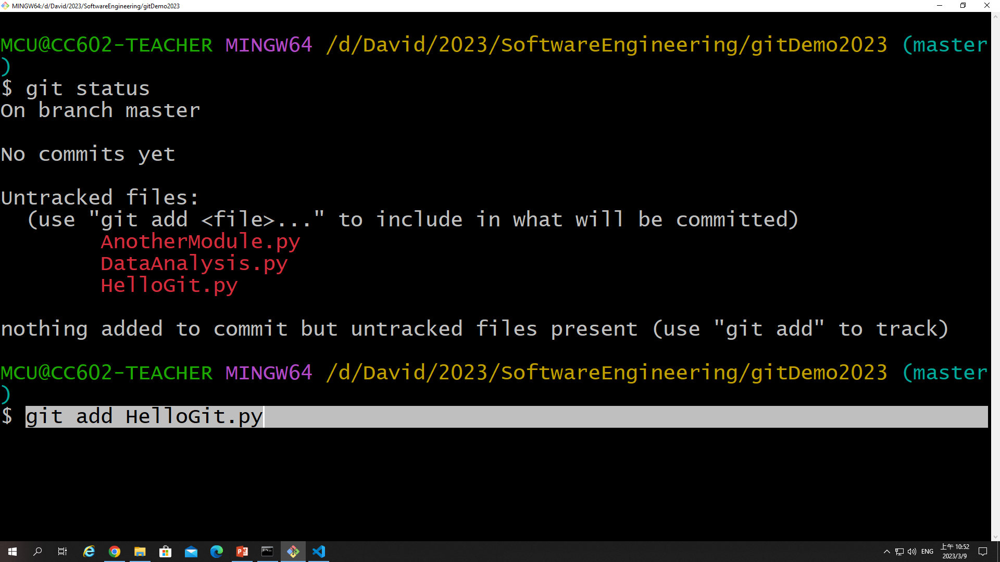 MINGW64:/d/David/2023/SoftwareEngineering/gitDemo2023
MCU@CC602-TEACHER MINGW64 /d/David/2023/SoftwareEngineering/gitDemo2023 (master
)
$ git status
On branch master
No commits yet
Untracked files:
  (use "git add <file>..." to include in what will be committed)
        AnotherModule.py
        DataAnalysis.py
        HelloGit.py
nothing added to commit but untracked files present (use "git add" to track)
MCU@CC602-TEACHER MINGW64 /d/David/2023/SoftwareEngineering/gitDemo2023 (master
)
$ git add HelloGit.py
ENG
上午 10:52
2023/3/9